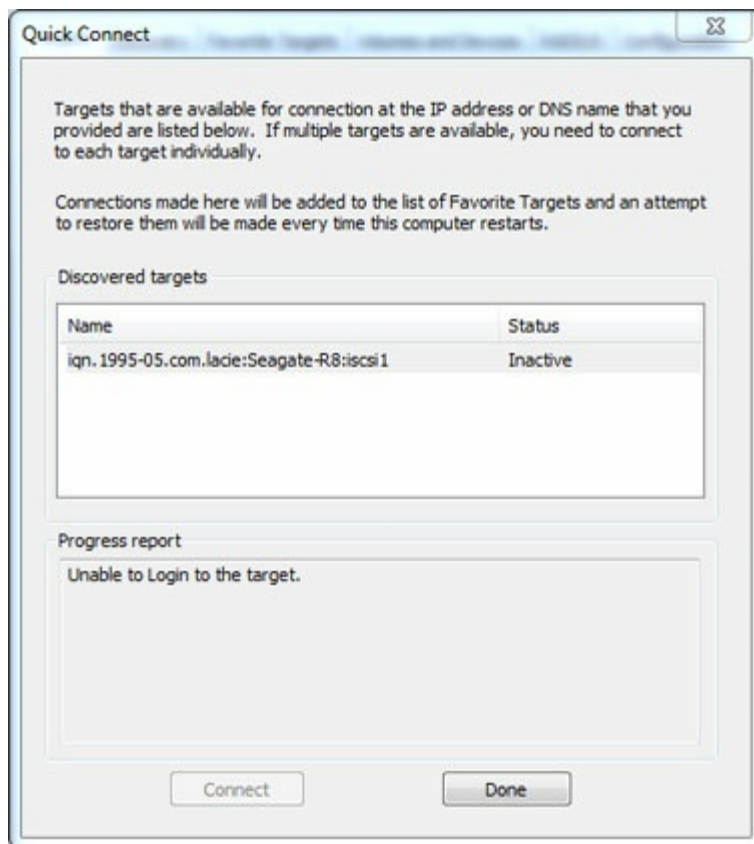 Quick Connect
Targets that are available for connection at the IP address or DNS name that you
provided are listed below. If multiple targets are available, you need to connect
to each target individually.
Connections made here will be added to the list of Favorite Targets and an attempt
to restore them will be made every time this computer restarts.
Discovered targets
Name Status
iqn.1995-05.com.lacie:Seagate-R8:iscsi1 Inactive
Progress report
Unable to Login to the target.
Connect Done